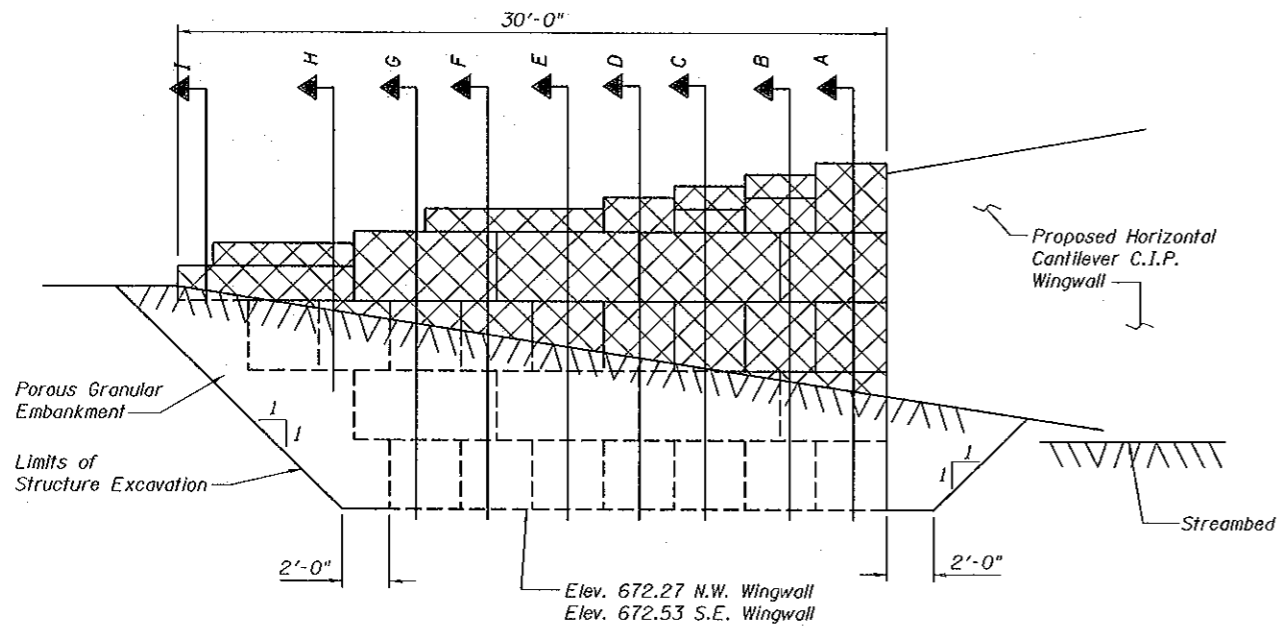 30'-0"
I H G F E D C B A
Proposed Horizontal
Cantilever C.I.P.
Wingwall
Porous Granular
Embankment
1
1
Limits of
Structure Excavation
1
1
Streambed
2'-0"
2'-0"
Elev. 672.27 N.W. Wingwall
Elev. 672.53 S.E. Wingwall